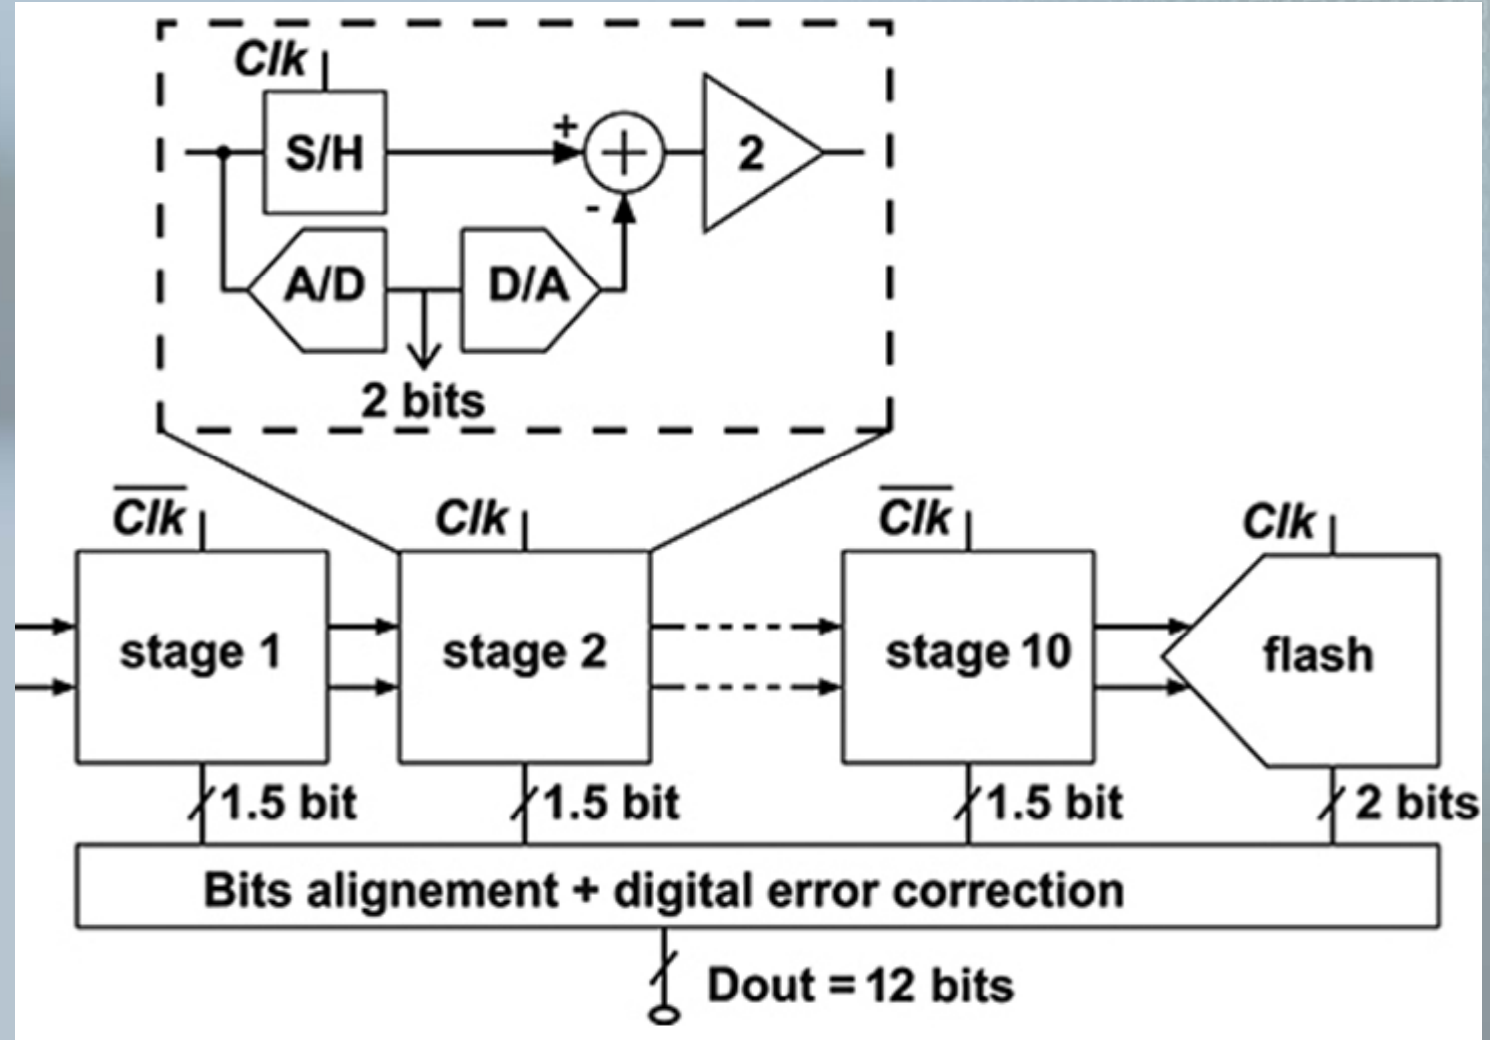 Clk
S/H
+
+
2
-
A/D
D/A
2 bits
Clk
Clk
Clk
Clk
stage 1
stage 2
stage 10
flash
1.5 bit
1.5 bit
1.5 bit
2 bits
Bits alignement + digital error correction
Dout = 12 bits